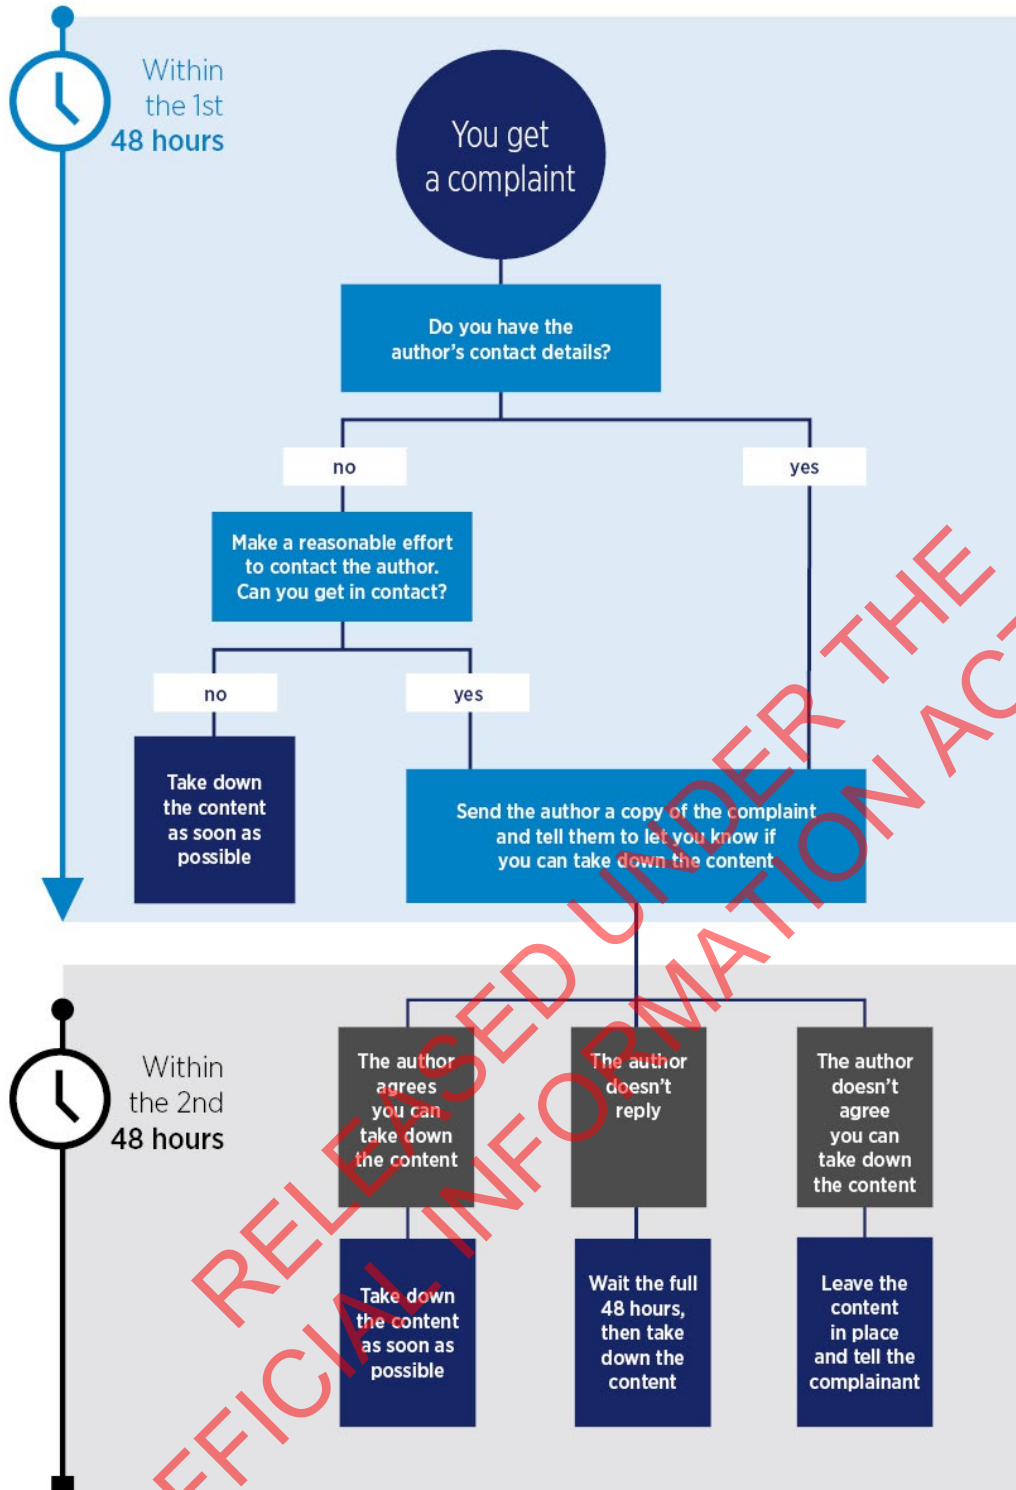 Within
the 1st
48 hours
You get
a complaint
Do you have the
author's contact details?
no
yes
Make a reasonable effort
to contact the author.
Can you get in contact?
no
yes
Take down
the content
as soon as
possible
Send the author a copy of the complaint
and tell them to let you know if
you can take down the content
Within
the 2nd
48 hours
The author
agrees
you can
take down
the content
The author
doesn't
reply
The author
doesn't
agree
you can
take down
the content
Take down
the content
as soon as
possible
Wait the full
48 hours,
then take
down the
content
Leave the
content
in place
and tell the
complainant
RELEASED UNDER THE
FFICIAL INFORMATION ACT